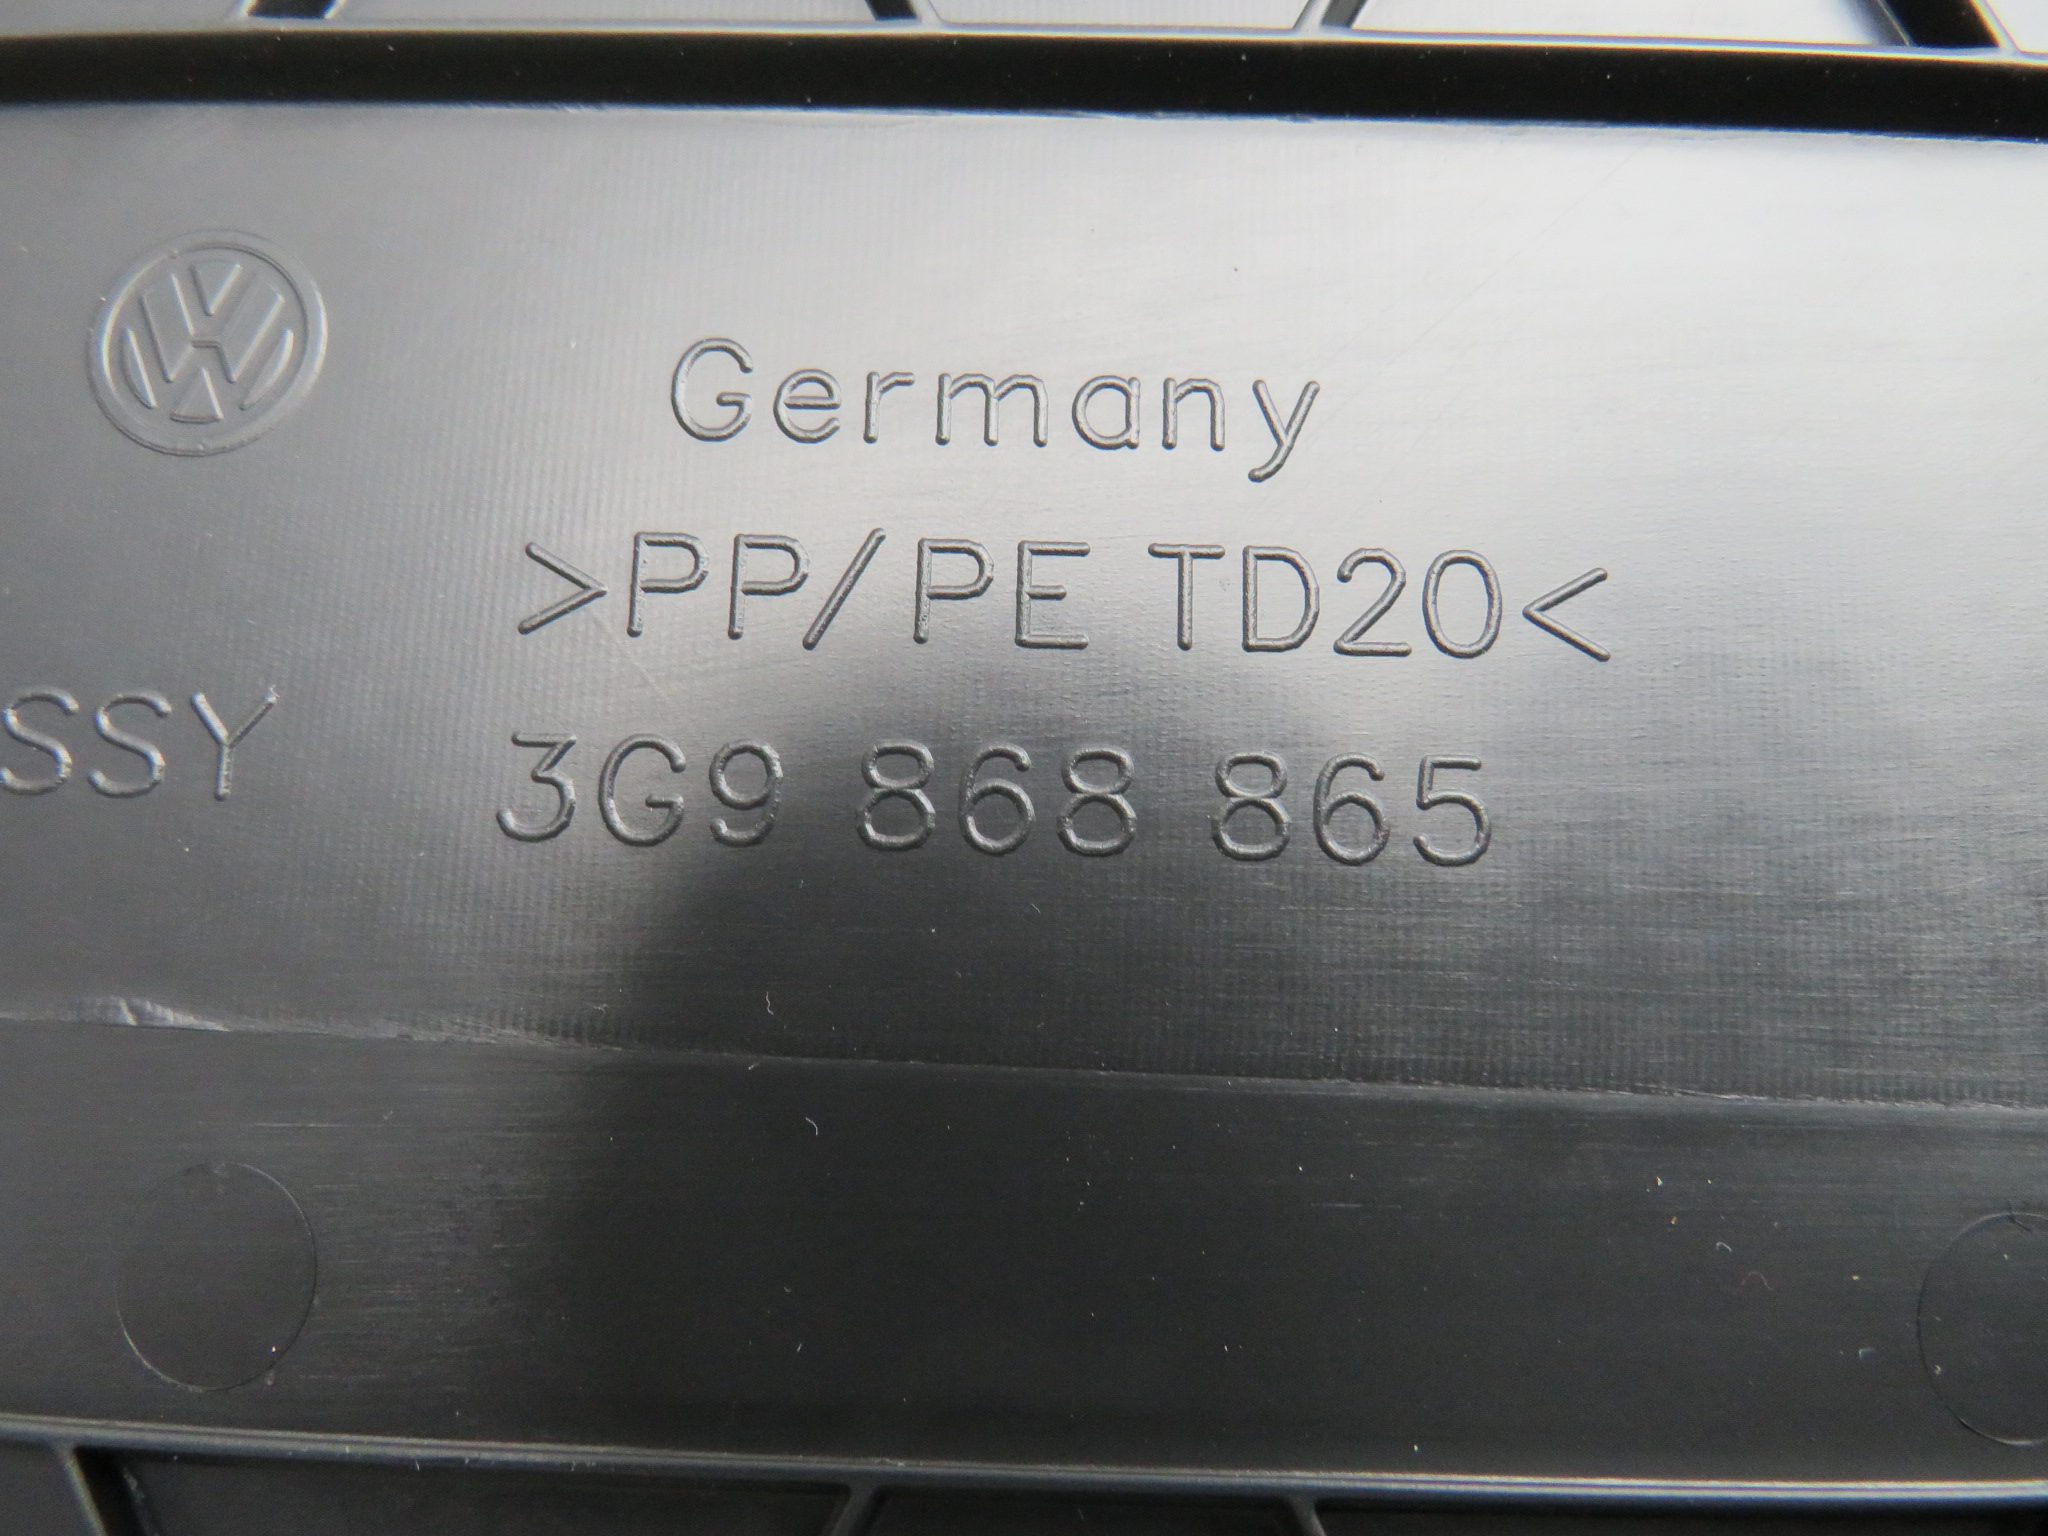 Germany
>PP/PE TD20<
SSY 3G9 868 865